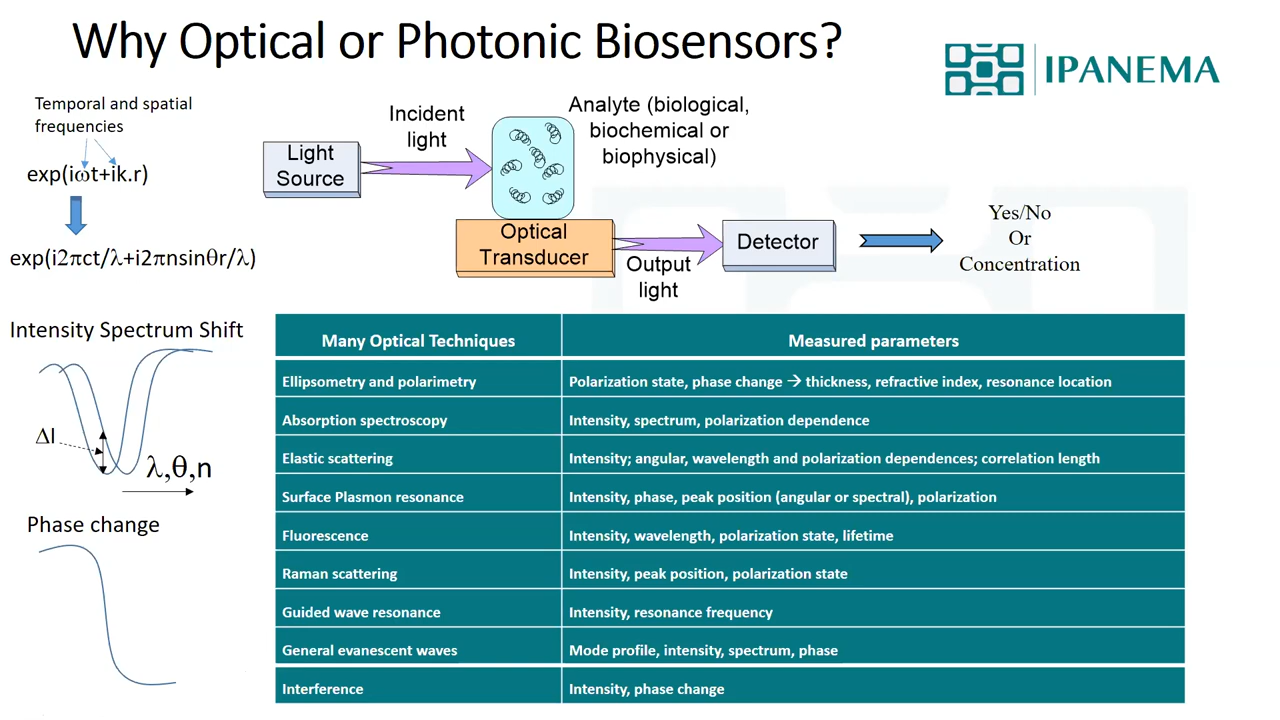 Why Optical or Photonic Biosensors?
IPANEMA
Temporal and spatial
frequencies
exp(iωt+ik.r)
exp(i2πct/λ+i2πnsinθr/λ)
Light
Source
Incident
light
Analyte (biological,
biochemical or
biophysical)
Optical
Transducer
Output
light
Detector
Yes/No
Or
Concentration
Intensity Spectrum Shift
ΔI
λ,θ,n
Phase change
Many Optical Techniques
Measured parameters
Ellipsometry and polarimetry
Polarization state, phase change → thickness, refractive index, resonance location
Absorption spectroscopy
Intensity, spectrum, polarization dependence
Elastic scattering
Intensity; angular, wavelength and polarization dependences; correlation length
Surface Plasmon resonance
Intensity, phase, peak position (angular or spectral), polarization
Fluorescence
Intensity, wavelength, polarization state, lifetime
Raman scattering
Intensity, peak position, polarization state
Guided wave resonance
Intensity, resonance frequency
General evanescent waves
Mode profile, intensity, spectrum, phase
Interference
Intensity, phase change